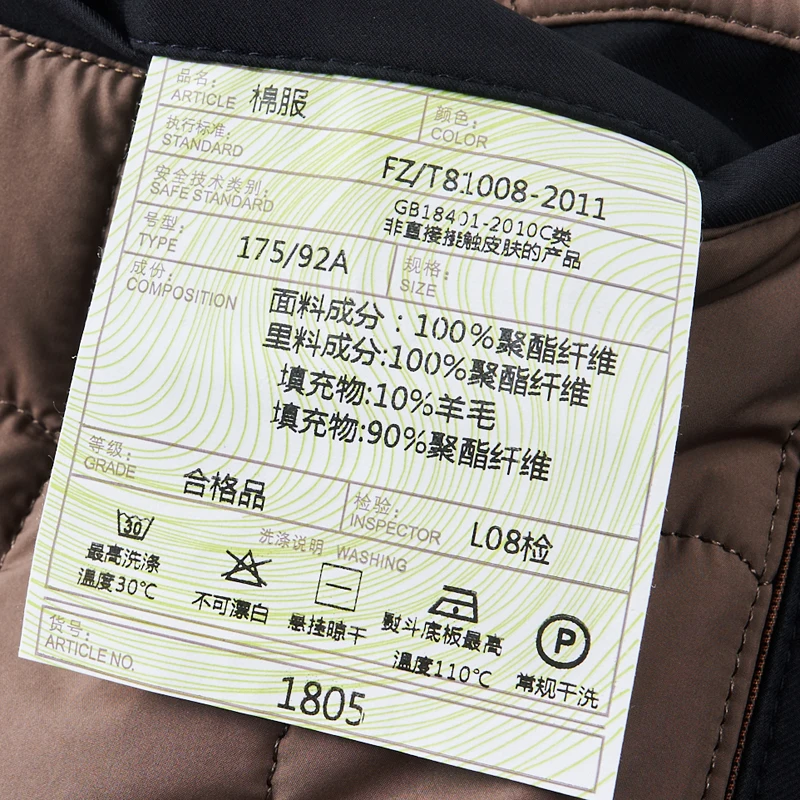 品名: 棉服 颜色:
ARTICLE COLOR
执行标准: FZ/T81008-2011
STANDARD
安全技术类别: GB18401-2010C类
SAFE STANDARD 非直接接触皮肤的产品
号型: 175/92A 规格:
TYPE SIZE
成份: 面料成分:100%聚酯纤维
COMPOSITION 里料成分:100%聚酯纤维
填充物:10%羊毛
填充物:90%聚酯纤维
等级: 合格品 检验: L08检
GRADE INSPECTOR
洗涤说明 WASHING
30 P
最高洗涤 不可漂白 悬挂晾干 熨斗底板最高 常规干洗
温度30℃ 温度110℃
货号: 1805
ARTICLE NO.